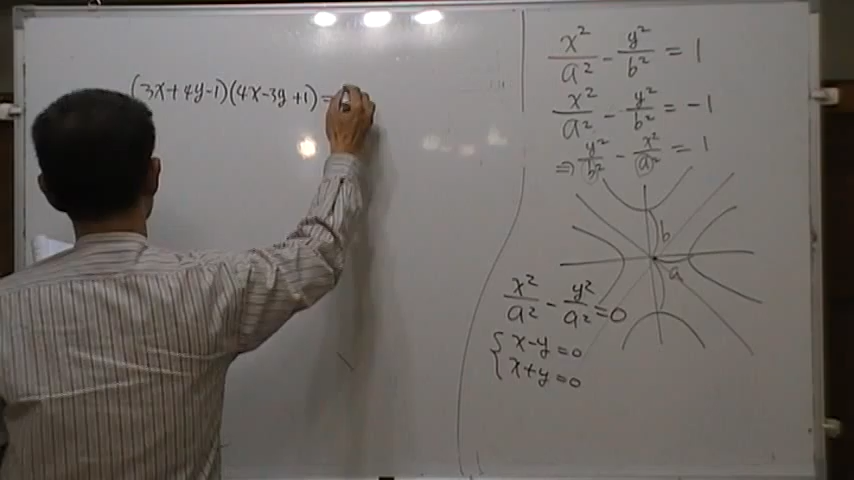 (3x+4y-1)(4x-3y+1)=
x²/a² - y²/b² = 1
x²/a² - y²/b² = -1
⇒ y²/b² - x²/a² = 1
b
a
x²/a² - y²/a² = 0
{ x-y=0
x+y=0